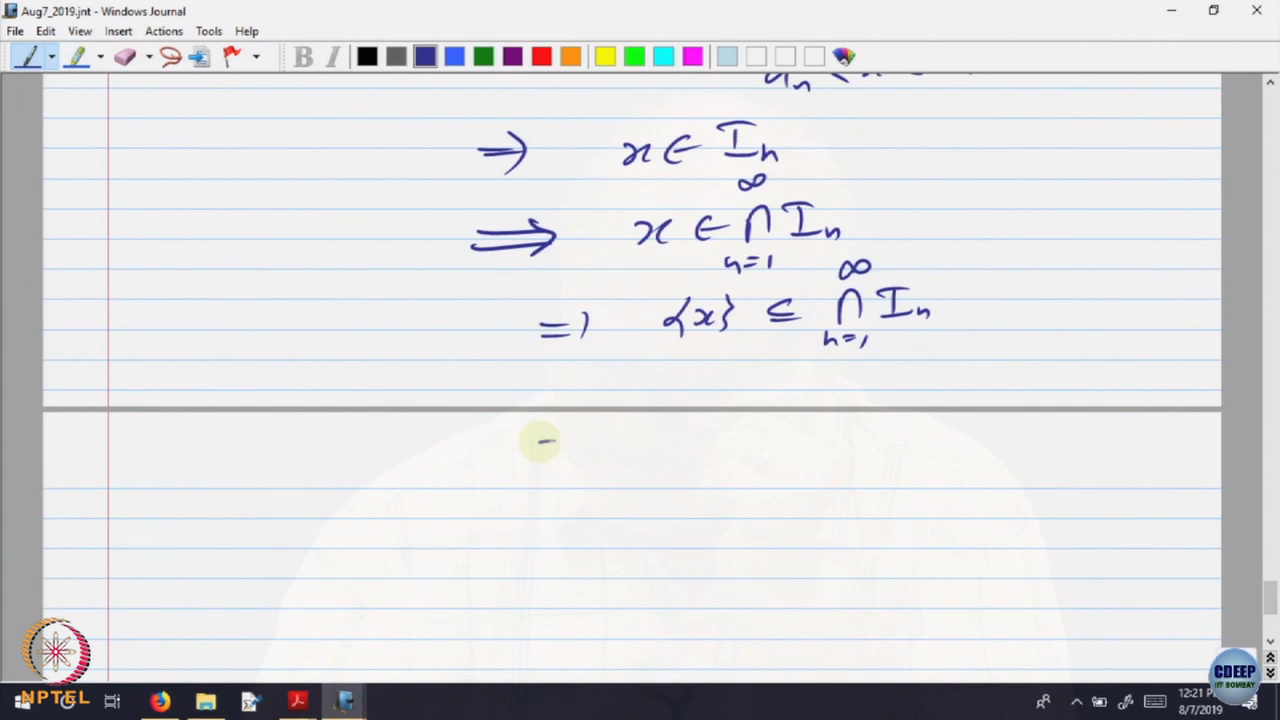 Aug7_2019.jnt - Windows Journal
File Edit View Insert Actions Tools Help
B I
⇒ x ∈ Iₙ
⇒ x ∈ ∩ₙ₌₁^∞ Iₙ
⇒ {x} ⊆ ∩ₙ₌₁^∞ Iₙ
NPTEL
CDEEP
IIT BOMBAY
12:21 PM
8/7/2019